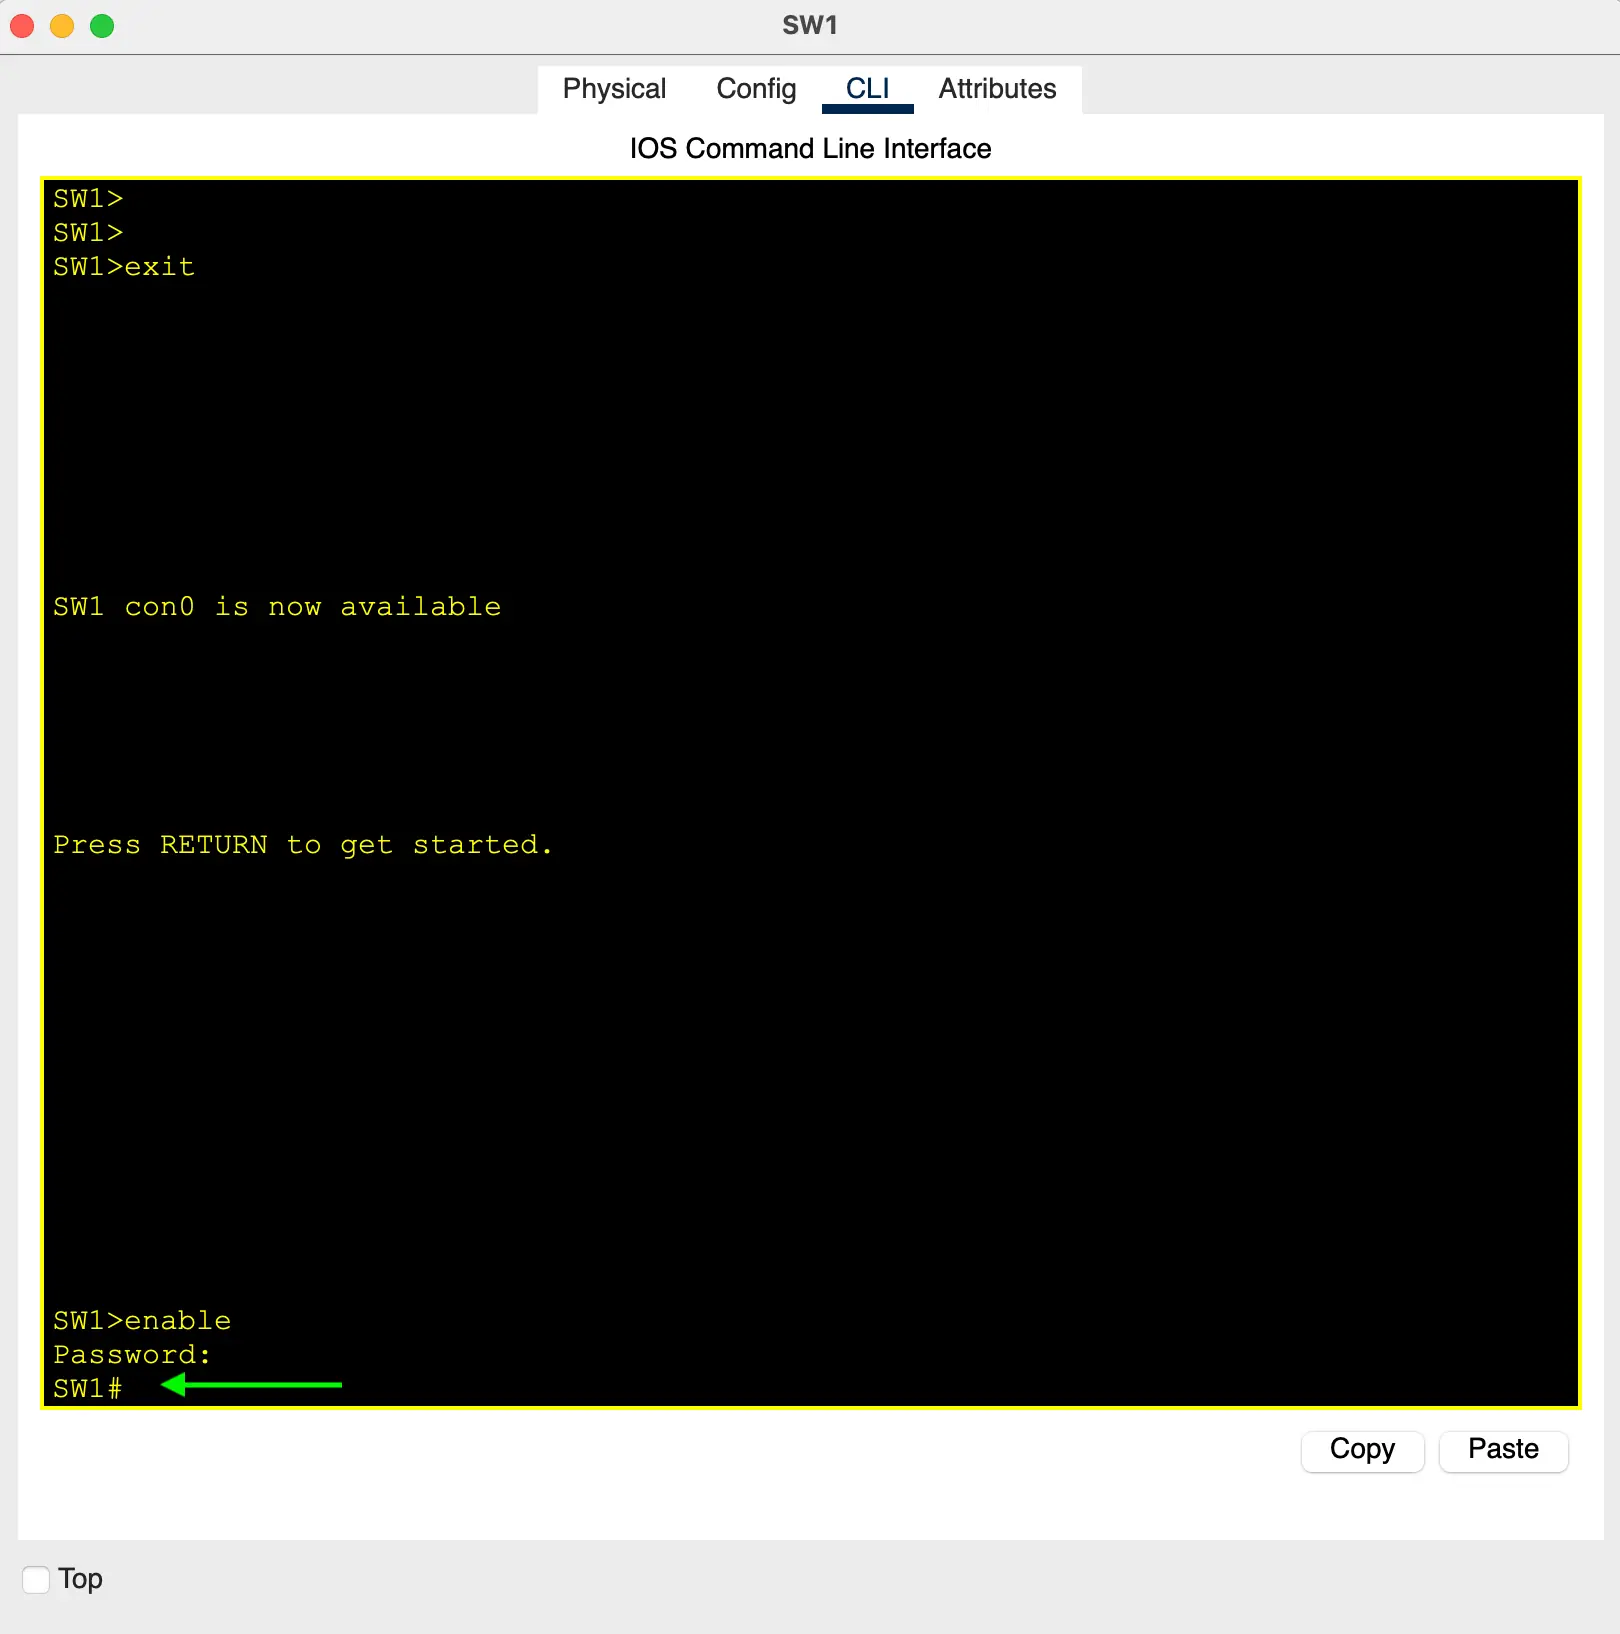 SW1
Physical Config CLI Attributes
IOS Command Line Interface
SW1>
SW1>
SW1>exit
SW1 con0 is now available
Press RETURN to get started.
SW1>enable
Password:
SW1#
Copy Paste
Top